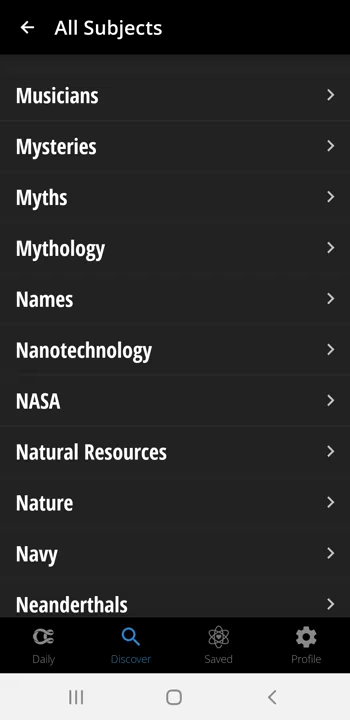 All Subjects
Musicians
Mysteries
Myths
Mythology
Names
Nanotechnology
NASA
Natural Resources
Nature
Navy
Neanderthals
Daily
Discover
Saved
Profile